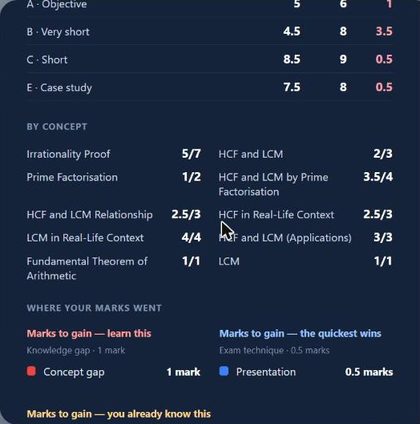 A · Objective 5 6 1
B · Very short 4.5 8 3.5
C · Short 8.5 9 0.5
E · Case study 7.5 8 0.5
BY CONCEPT
Irrationality Proof 5/7 HCF and LCM 2/3
Prime Factorisation 1/2 HCF and LCM by Prime Factorisation 3.5/4
HCF and LCM Relationship 2.5/3 HCF in Real-Life Context 2.5/3
LCM in Real-Life Context 4/4 HCF and LCM (Applications) 3/3
Fundamental Theorem of Arithmetic 1/1 LCM 1/1
WHERE YOUR MARKS WENT
Marks to gain — learn this Marks to gain — the quickest wins
Knowledge gap · 1 mark Exam technique · 0.5 marks
Concept gap 1 mark Presentation 0.5 marks
Marks to gain — you already know this